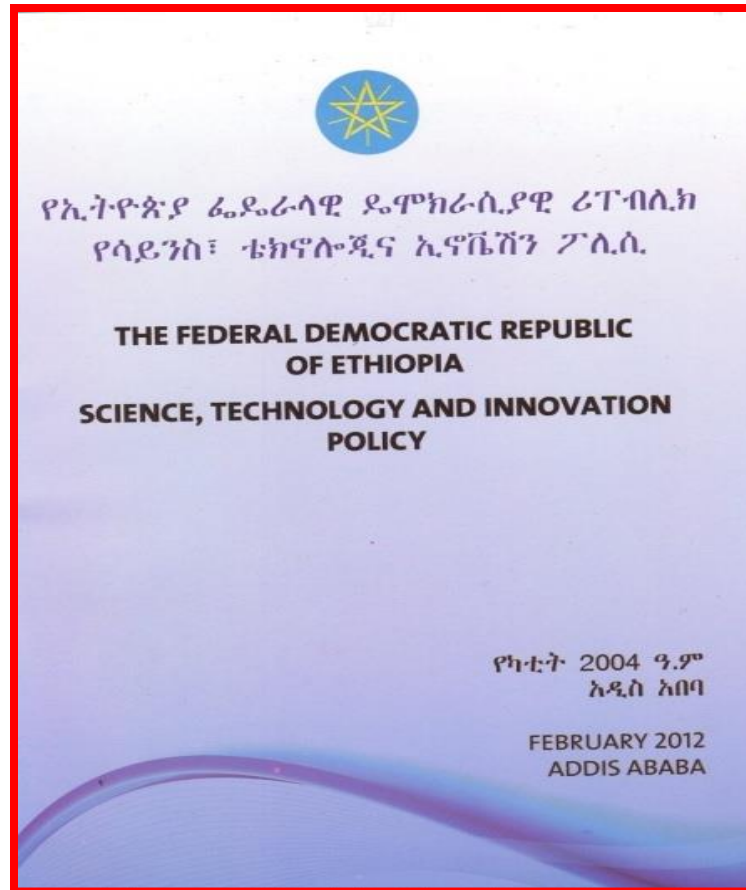 የኢትዮጵያ ፌዴራላዊ ዴሞክራሲያዊ ሪፐብሊክ
የሳይንስ፣ ቴክኖሎጂና ኢኖቬሽን ፖሊሲ
THE FEDERAL DEMOCRATIC REPUBLIC
OF ETHIOPIA
SCIENCE, TECHNOLOGY AND INNOVATION
POLICY
የካቲት 2004 ዓ.ም
አዲስ አበባ
FEBRUARY 2012
ADDIS ABABA